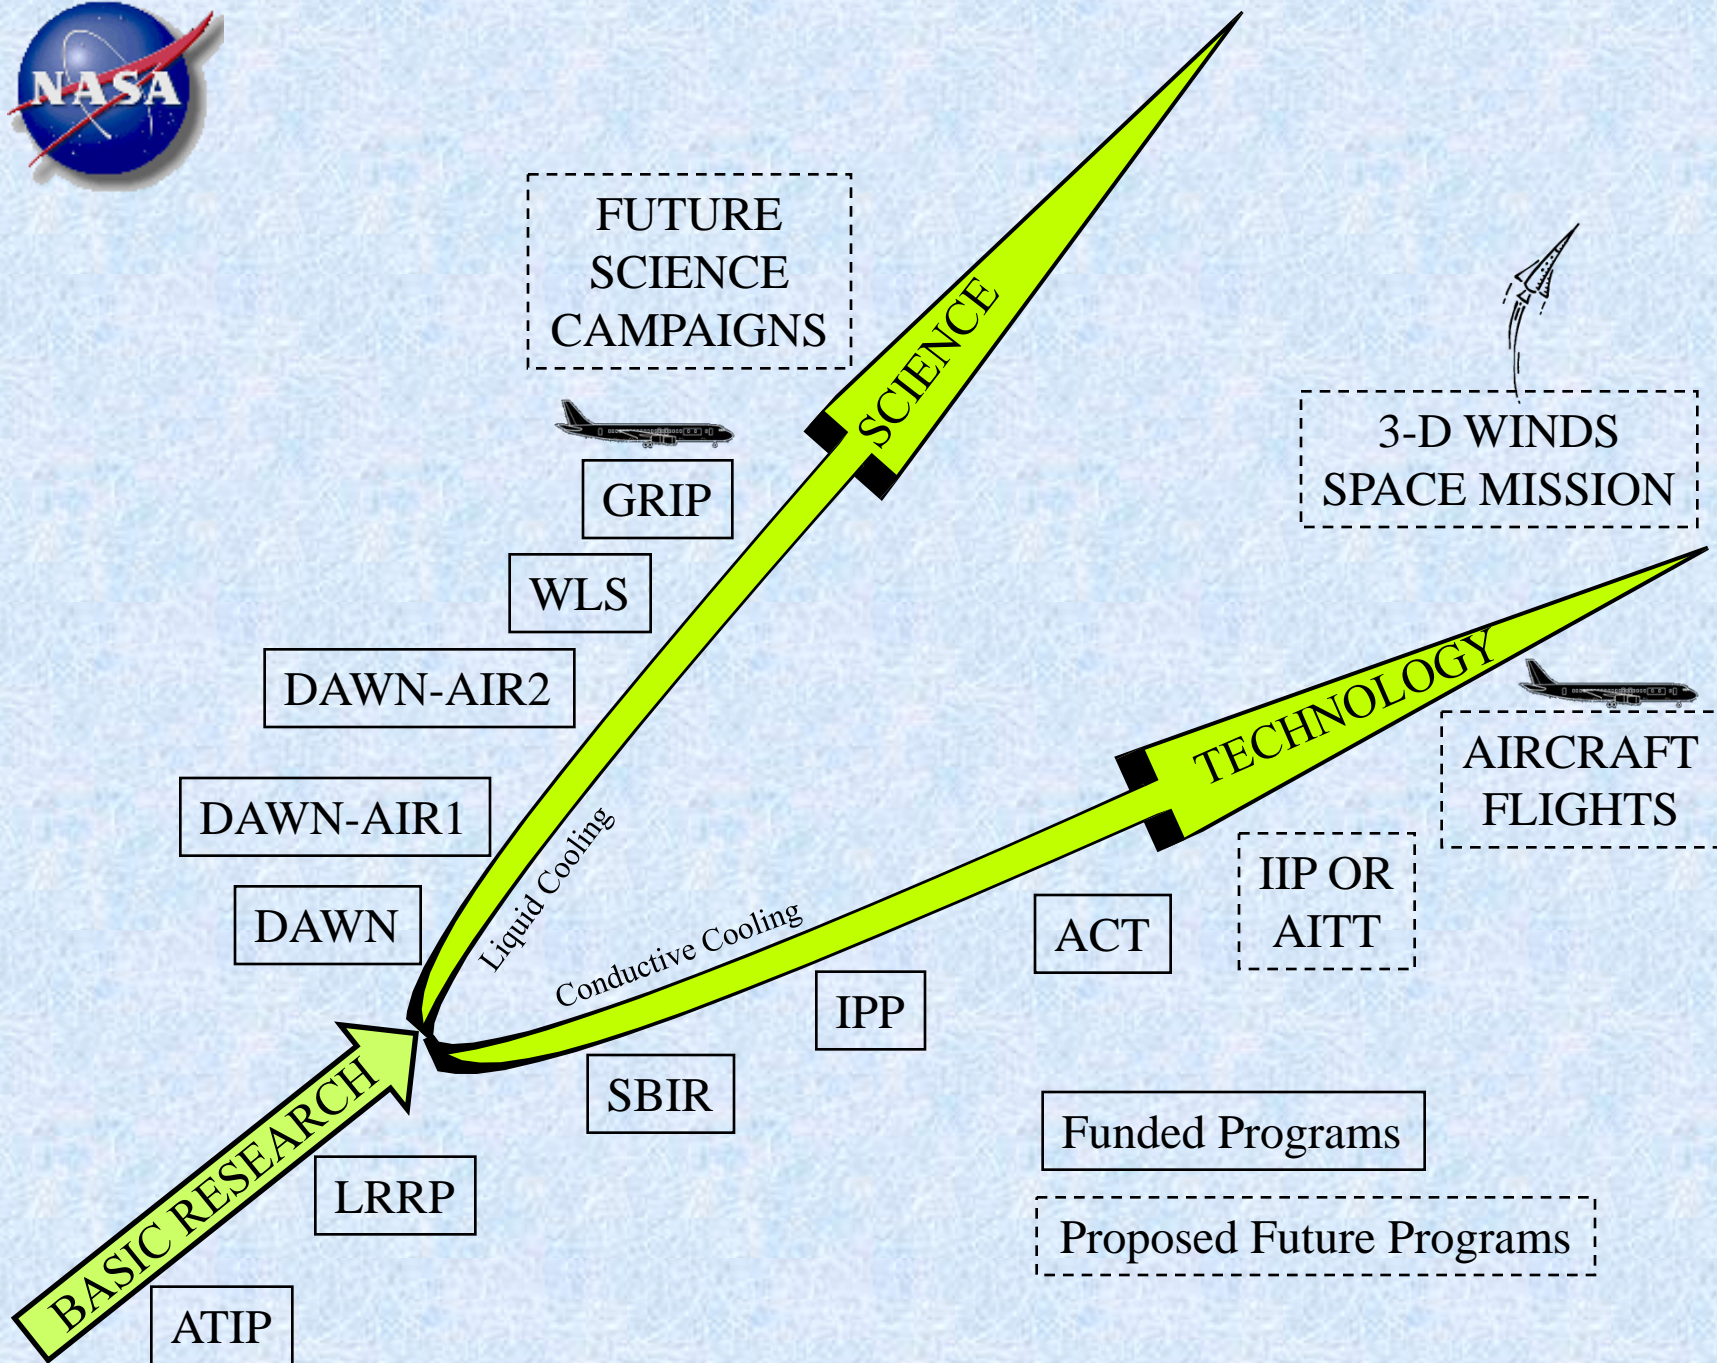 NASA
FUTURE
SCIENCE
CAMPAIGNS
SCIENCE
3-D WINDS
SPACE MISSION
GRIP
WLS
DAWN-AIR2
TECHNOLOGY
AIRCRAFT
FLIGHTS
DAWN-AIR1
Liquid Cooling
IIP OR
AITT
DAWN
Conductive Cooling
ACT
IPP
SBIR
BASIC RESEARCH
LRRP
ATIP
Funded Programs
Proposed Future Programs